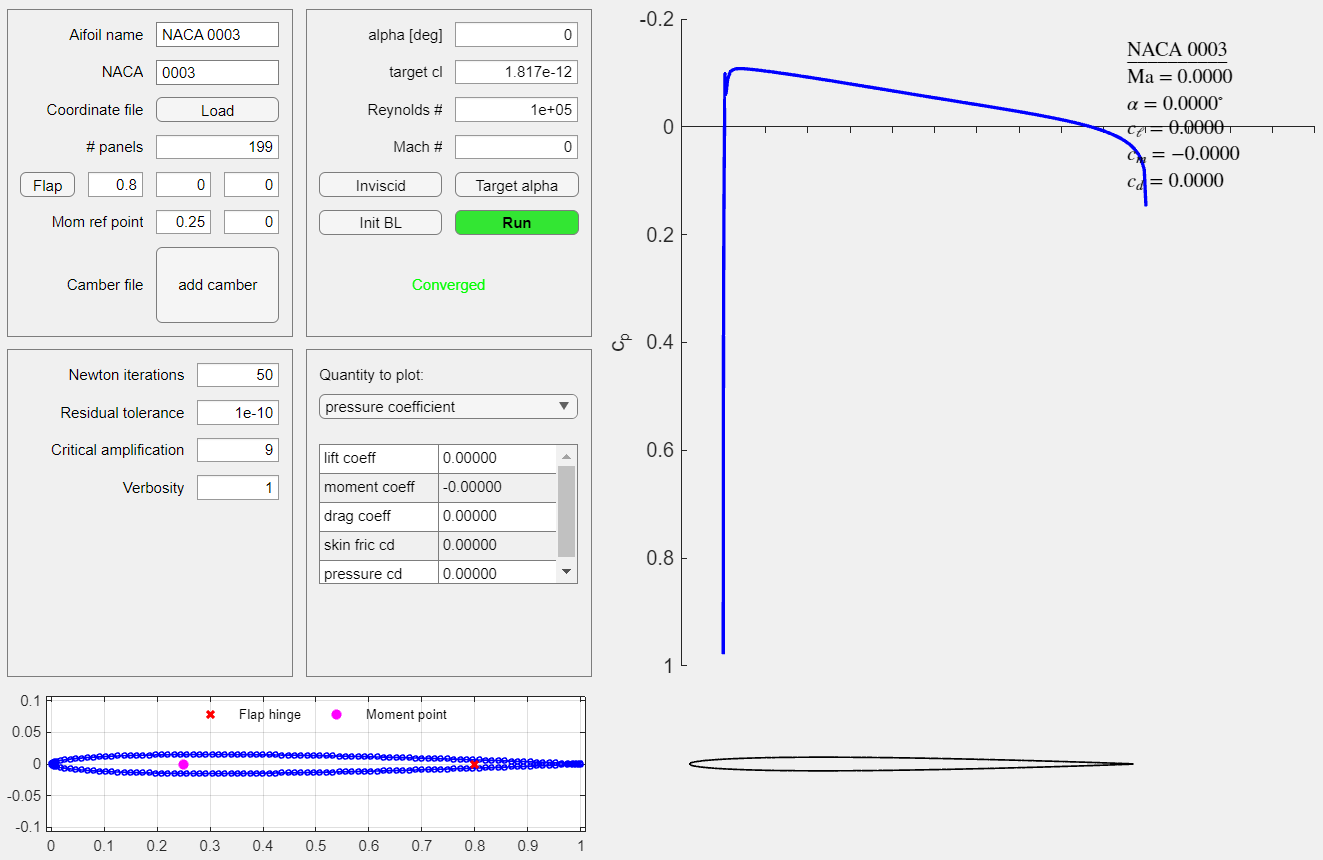 Aifoil name NACA 0003
NACA 0003
Coordinate file Load
# panels 199
Flap 0.8 0 0
Mom ref point 0.25 0
Camber file add camber
alpha [deg] 0
target cl 1.817e-12
Reynolds # 1e+05
Mach # 0
Inviscid Target alpha
Init BL Run
Converged
Newton iterations 50
Residual tolerance 1e-10
Critical amplification 9
Verbosity 1
Quantity to plot:
pressure coefficient
lift coeff 0.00000
moment coeff -0.00000
drag coeff 0.00000
skin fric cd 0.00000
pressure cd 0.00000
Flap hinge Moment point
0.1
0.05
0
-0.05
-0.1
0 0.1 0.2 0.3 0.4 0.5 0.6 0.7 0.8 0.9 1
-0.2
0
0.2
0.4
0.6
0.8
1
cp
NACA 0003
Ma = 0.0000
α = 0.0000°
cℓ = 0.0000
cm = −0.0000
cd = 0.0000